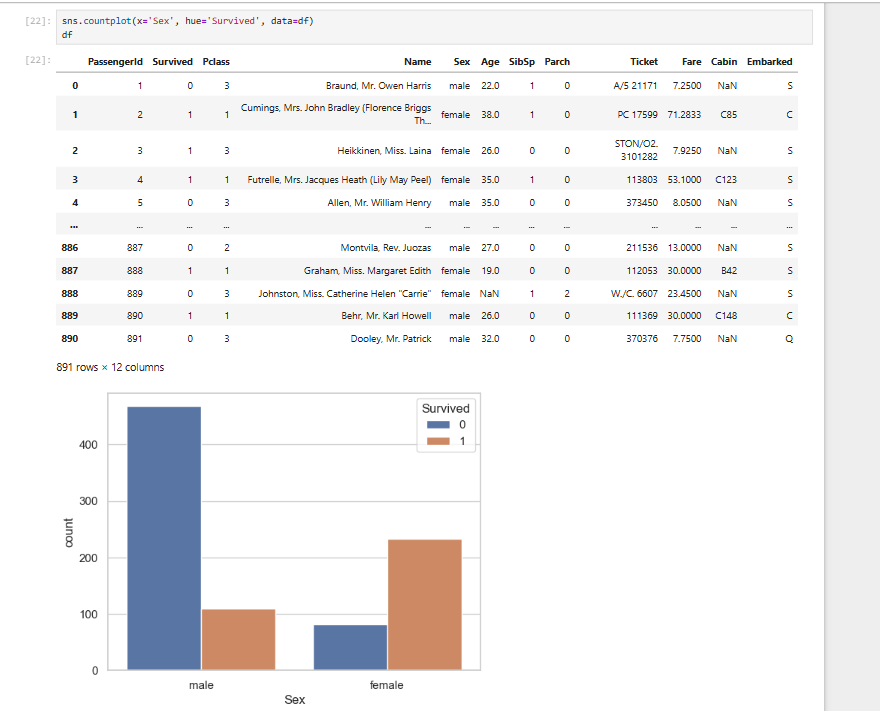 [22]: sns.countplot(x='Sex', hue='Survived', data=df)
df
[22]: PassengerId Survived Pclass Name Sex Age SibSp Parch Ticket Fare Cabin Embarked
0 1 0 3 Braund, Mr. Owen Harris male 22.0 1 0 A/5 21171 7.2500 NaN S
1 2 1 1 Cumings, Mrs. John Bradley (Florence Briggs Th... female 38.0 1 0 PC 17599 71.2833 C85 C
2 3 1 3 Heikkinen, Miss. Laina female 26.0 0 0 STON/O2. 3101282 7.9250 NaN S
3 4 1 1 Futrelle, Mrs. Jacques Heath (Lily May Peel) female 35.0 1 0 113803 53.1000 C123 S
4 5 0 3 Allen, Mr. William Henry male 35.0 0 0 373450 8.0500 NaN S
... ... ... ... ... ... ... ... ... ... ... ... ...
886 887 0 2 Montvila, Rev. Juozas male 27.0 0 0 211536 13.0000 NaN S
887 888 1 1 Graham, Miss. Margaret Edith female 19.0 0 0 112053 30.0000 B42 S
888 889 0 3 Johnston, Miss. Catherine Helen "Carrie" female NaN 1 2 W./C. 6607 23.4500 NaN S
889 890 1 1 Behr, Mr. Karl Howell male 26.0 0 0 111369 30.0000 C148 C
890 891 0 3 Dooley, Mr. Patrick male 32.0 0 0 370376 7.7500 NaN Q
891 rows × 12 columns
Survived
0
1
400
300
200
100
0
count
male female
Sex